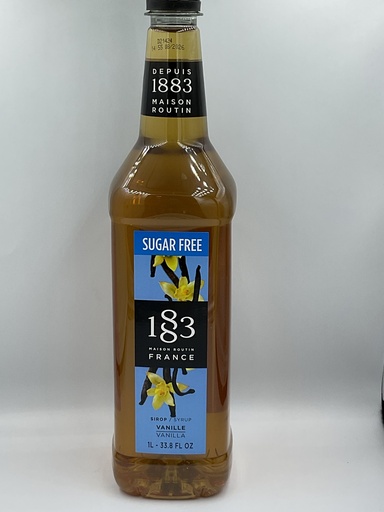 DEPUIS
1883
MAISON
ROUTIN
SUGAR FREE
1883
MAISON ROUTIN
FRANCE
SIROP / SYRUP
VANILLE
VANILLA
1L - 33.8 FL OZ